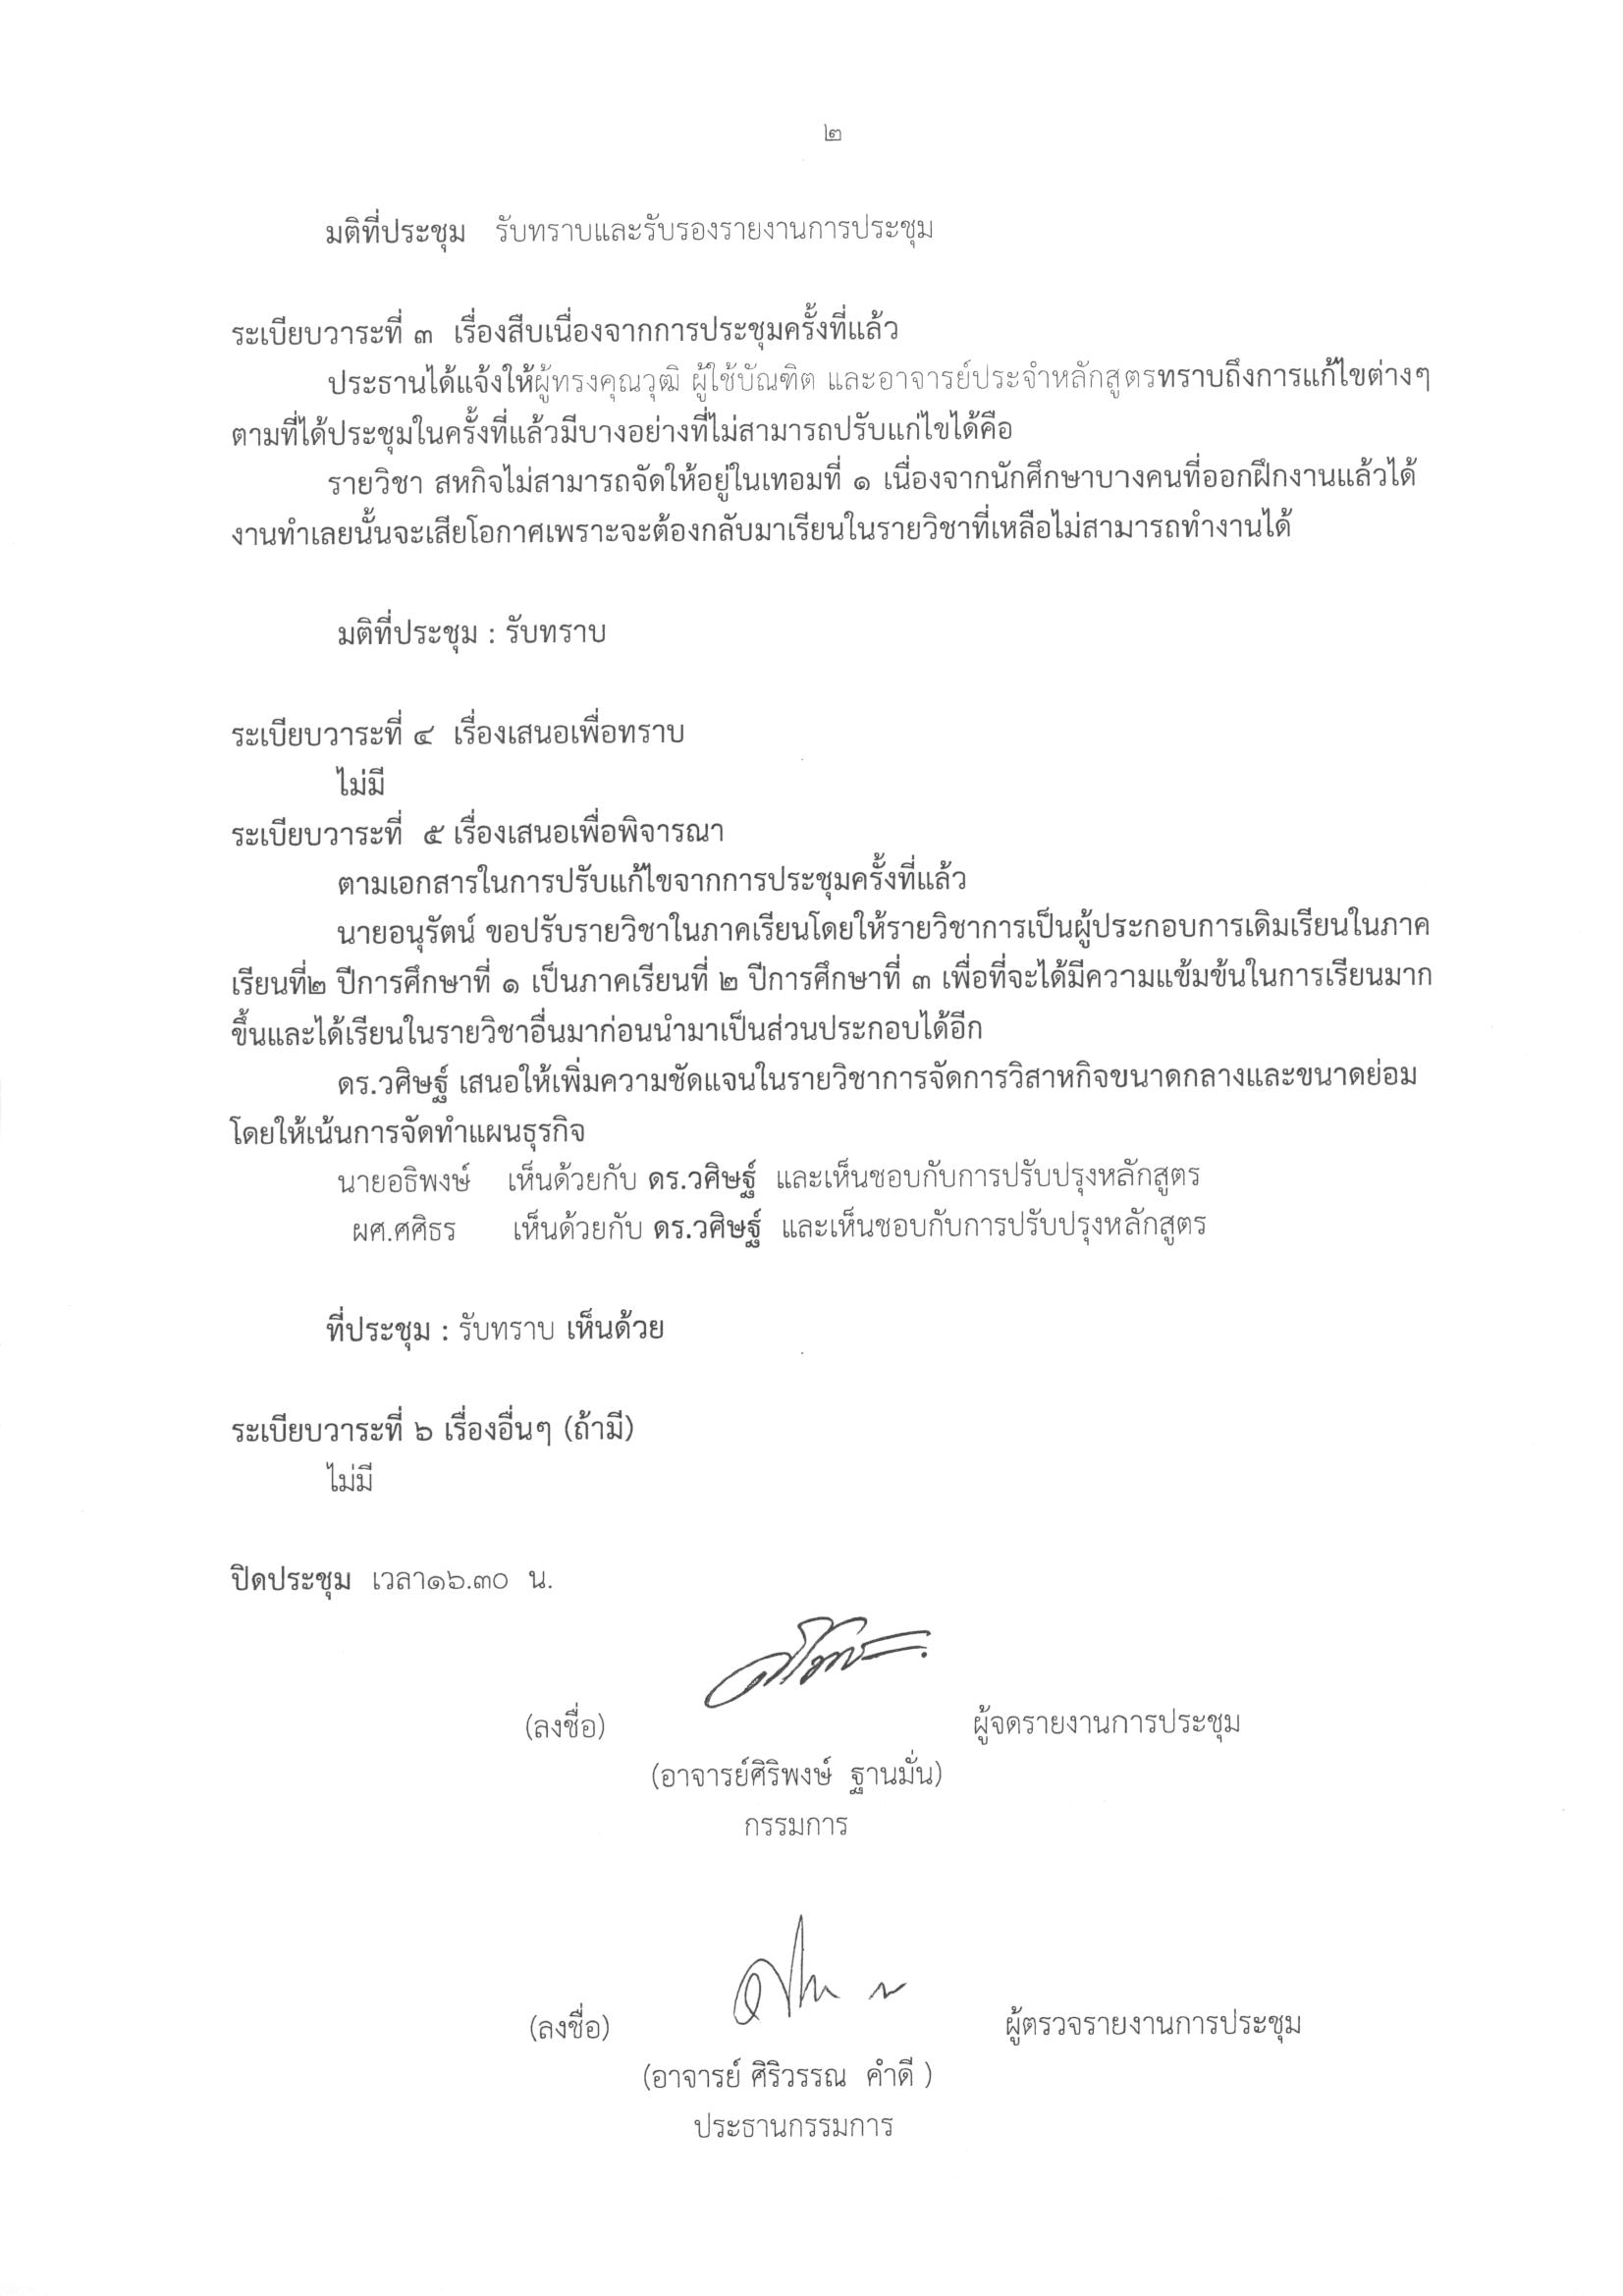 ๒
มติที่ประชุม รับทราบและรับรองรายงานการประชุม
ระเบียบวาระที่ ๓ เรื่องสืบเนื่องจากการประชุมครั้งที่แล้ว
ประธานได้แจ้งให้ผู้ทรงคุณวุฒิ ผู้ใช้บัณฑิต และอาจารย์ประจำหลักสูตรทราบถึงการแก้ไขต่างๆ
ตามที่ได้ประชุมในครั้งที่แล้วมีบางอย่างที่ไม่สามารถปรับแก่ไขได้คือ
รายวิชา สหกิจไม่สามารถจัดให้อยู่ในเทอมที่ ๑ เนื่องจากนักศึกษาบางคนที่ออกฝึกงานแล้วได้
งานทำเลยนั้นจะเสียโอกาศเพราะจะต้องกลับมาเรียนในรายวิชาที่เหลือไม่สามารถทำงานได้
มติที่ประชุม : รับทราบ
ระเบียบวาระที่ ๔ เรื่องเสนอเพื่อทราบ
ไม่มี
ระเบียบวาระที่ ๕ เรื่องเสนอเพื่อพิจารณา
ตามเอกสารในการปรับแก้ไขจากการประชุมครั้งที่แล้ว
นายอนุรัตน์ ขอปรับรายวิชาในภาคเรียนโดยให้รายวิชาการเป็นผู้ประกอบการเดิมเรียนในภาค
เรียนที่๒ ปีการศึกษาที่ ๑ เป็นภาคเรียนที่ ๒ ปีการศึกษาที่ ๓ เพื่อที่จะได้มีความแข้มข้นในการเรียนมาก
ขึ้นและได้เรียนในรายวิชาอื่นมาก่อนนำมาเป็นส่วนประกอบได้อีก
ดร.วศิษฐ์ เสนอให้เพิ่มความชัดแจนในรายวิชาการจัดการวิสาหกิจขนาดกลางและขนาดย่อม
โดยให้เน้นการจัดทำแผนธุรกิจ
นายอธิพงษ์ เห็นด้วยกับ ดร.วศิษฐ์ และเห็นชอบกับการปรับปรุงหลักสูตร
ผศ.ศศิธร เห็นด้วยกับ ดร.วศิษฐ์ และเห็นชอบกับการปรับปรุงหลักสูตร
ที่ประชุม : รับทราบ เห็นด้วย
ระเบียบวาระที่ ๖ เรื่องอื่นๆ (ถ้ามี)
ไม่มี
ปิดประชุม เวลา๑๖.๓๐ น.
(ลงชื่อ) ผู้จดรายงานการประชุม
(อาจารย์ศิริพงษ์ ฐานมั่น)
กรรมการ
(ลงชื่อ) ผู้ตรวจรายงานการประชุม
(อาจารย์ ศิริวรรณ คำดี )
ประธานกรรมการ